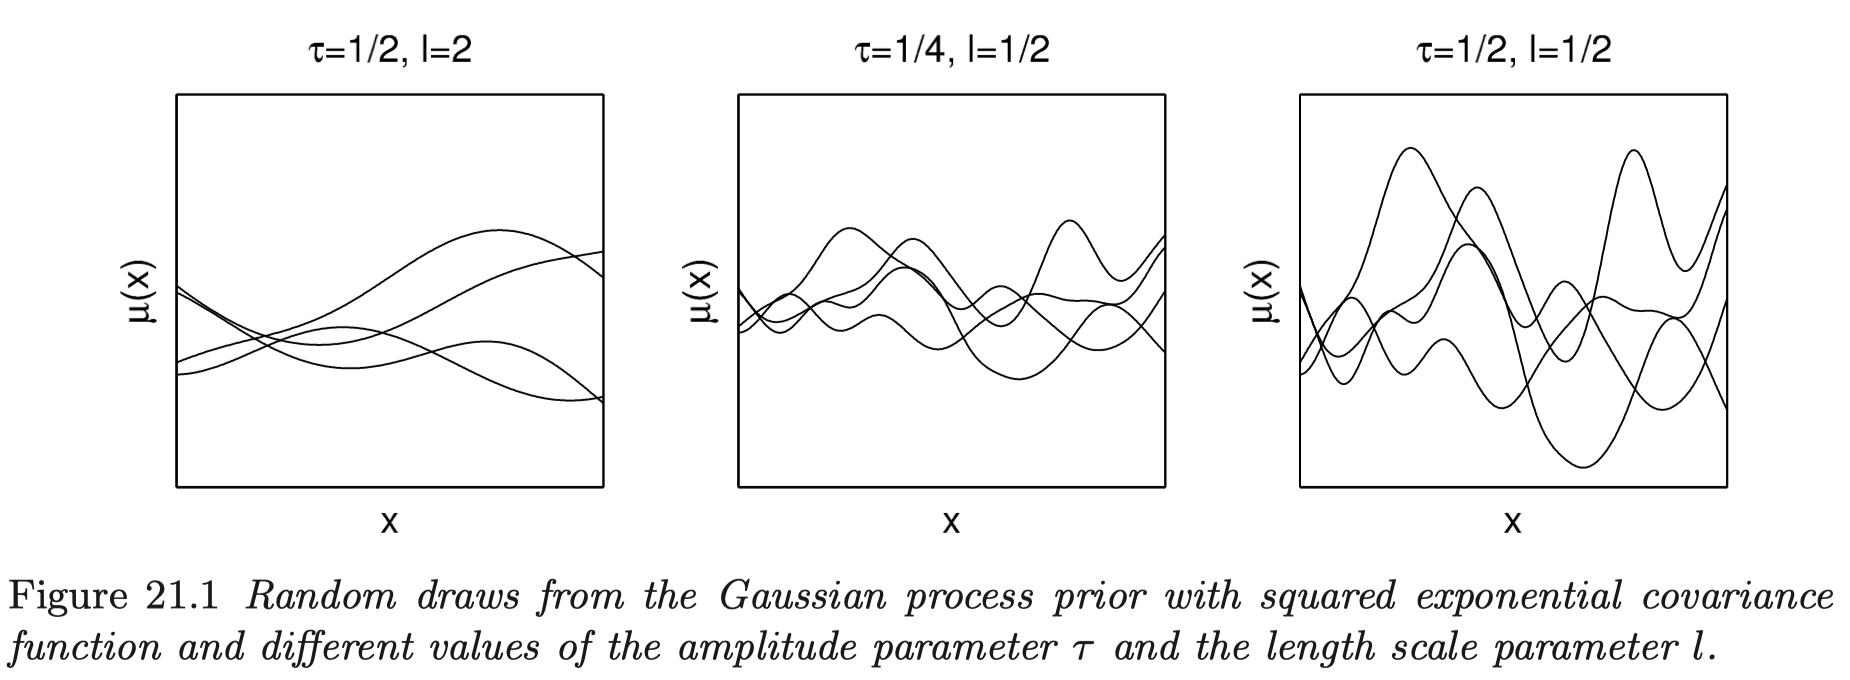 τ=1/2, l=2
τ=1/4, l=1/2
τ=1/2, l=1/2
μ(x)
μ(x)
μ(x)
x
x
x
Figure 21.1 Random draws from the Gaussian process prior with squared exponential covariance
function and different values of the amplitude parameter τ and the length scale parameter l.